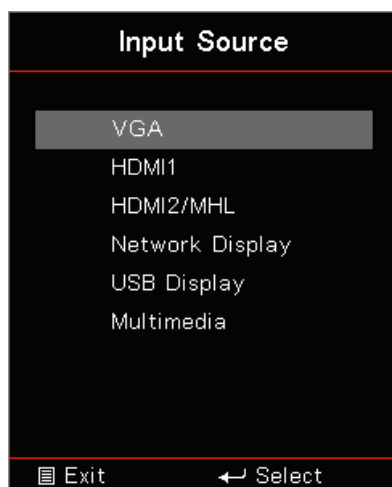 Input Source
VGA
HDMI1
HDMI2/MHL
Network Display
USB Display
Multimedia
Exit Select